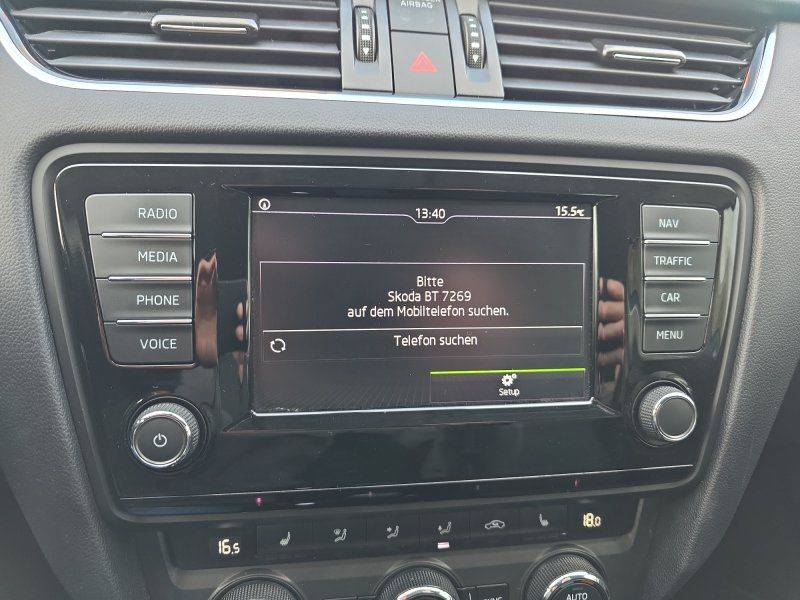 AIRBAG
RADIO
MEDIA
PHONE
VOICE
13:40
15.5°C
Bitte
Skoda BT 7269
auf dem Mobiltelefon suchen.
Telefon suchen
Setup
NAV
TRAFFIC
CAR
MENU
16.5
18.0
SYNC
AUTO